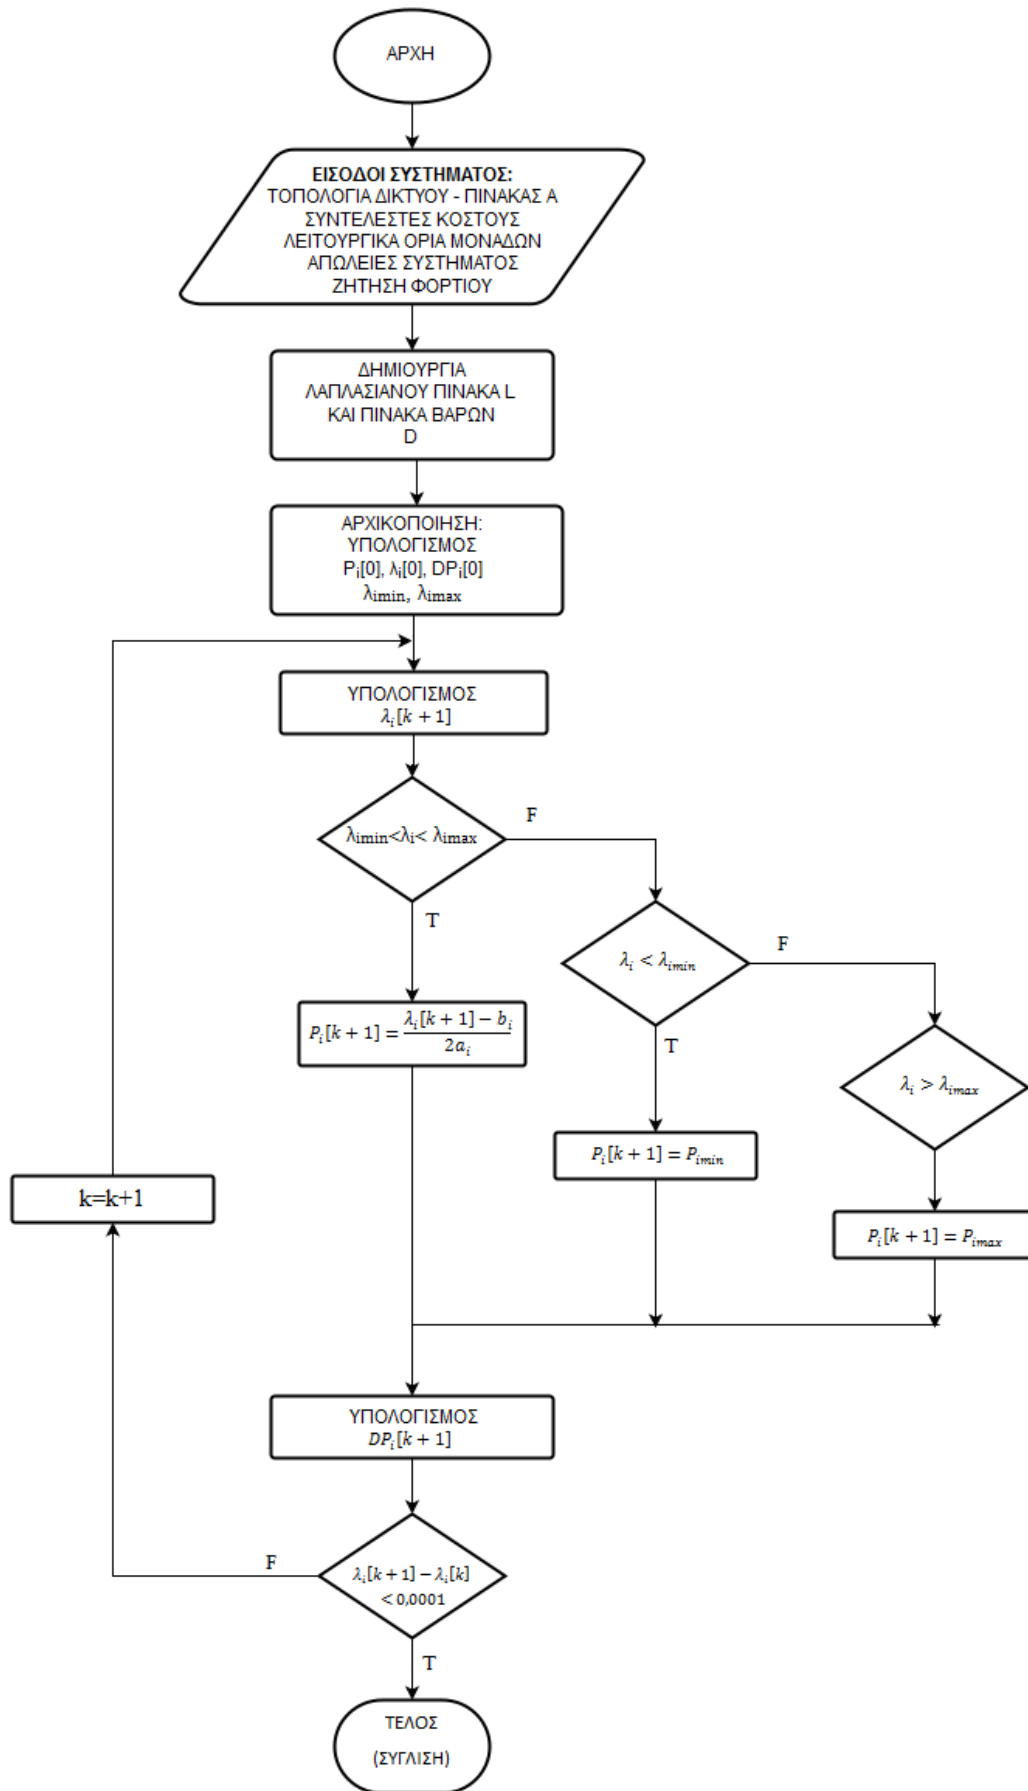 ΑΡΧΗ
ΕΙΣΟΔΟΙ ΣΥΣΤΗΜΑΤΟΣ:
ΤΟΠΟΛΟΓΙΑ ΔΙΚΤΥΟΥ - ΠΙΝΑΚΑΣ Α
ΣΥΝΤΕΛΕΣΤΕΣ ΚΟΣΤΟΥΣ
ΛΕΙΤΟΥΡΓΙΚΑ ΟΡΙΑ ΜΟΝΑΔΩΝ
ΑΠΩΛΕΙΕΣ ΣΥΣΤΗΜΑΤΟΣ
ΖΗΤΗΣΗ ΦΟΡΤΙΟΥ
ΔΗΜΙΟΥΡΓΙΑ
ΛΑΠΛΑΣΙΑΝΟΥ ΠΙΝΑΚΑ L
ΚΑΙ ΠΙΝΑΚΑ ΒΑΡΩΝ
D
ΑΡΧΙΚΟΠΟΙΗΣΗ:
ΥΠΟΛΟΓΙΣΜΟΣ
Pi[0], λi[0], DPi[0]
λimin, λimax
ΥΠΟΛΟΓΙΣΜΟΣ
λi[k + 1]
λimin<λi< λimax
F
T
λi < λimin
F
T
Pi[k + 1] = (λi[k + 1] − bi)/2ai
λi > λimax
Pi[k + 1] = Pimin
k=k+1
Pi[k + 1] = Pimax
ΥΠΟΛΟΓΙΣΜΟΣ
DPi[k + 1]
F
λi[k + 1] − λi[k]
< 0,0001
T
ΤΕΛΟΣ
(ΣΥΓΛΙΣΗ)